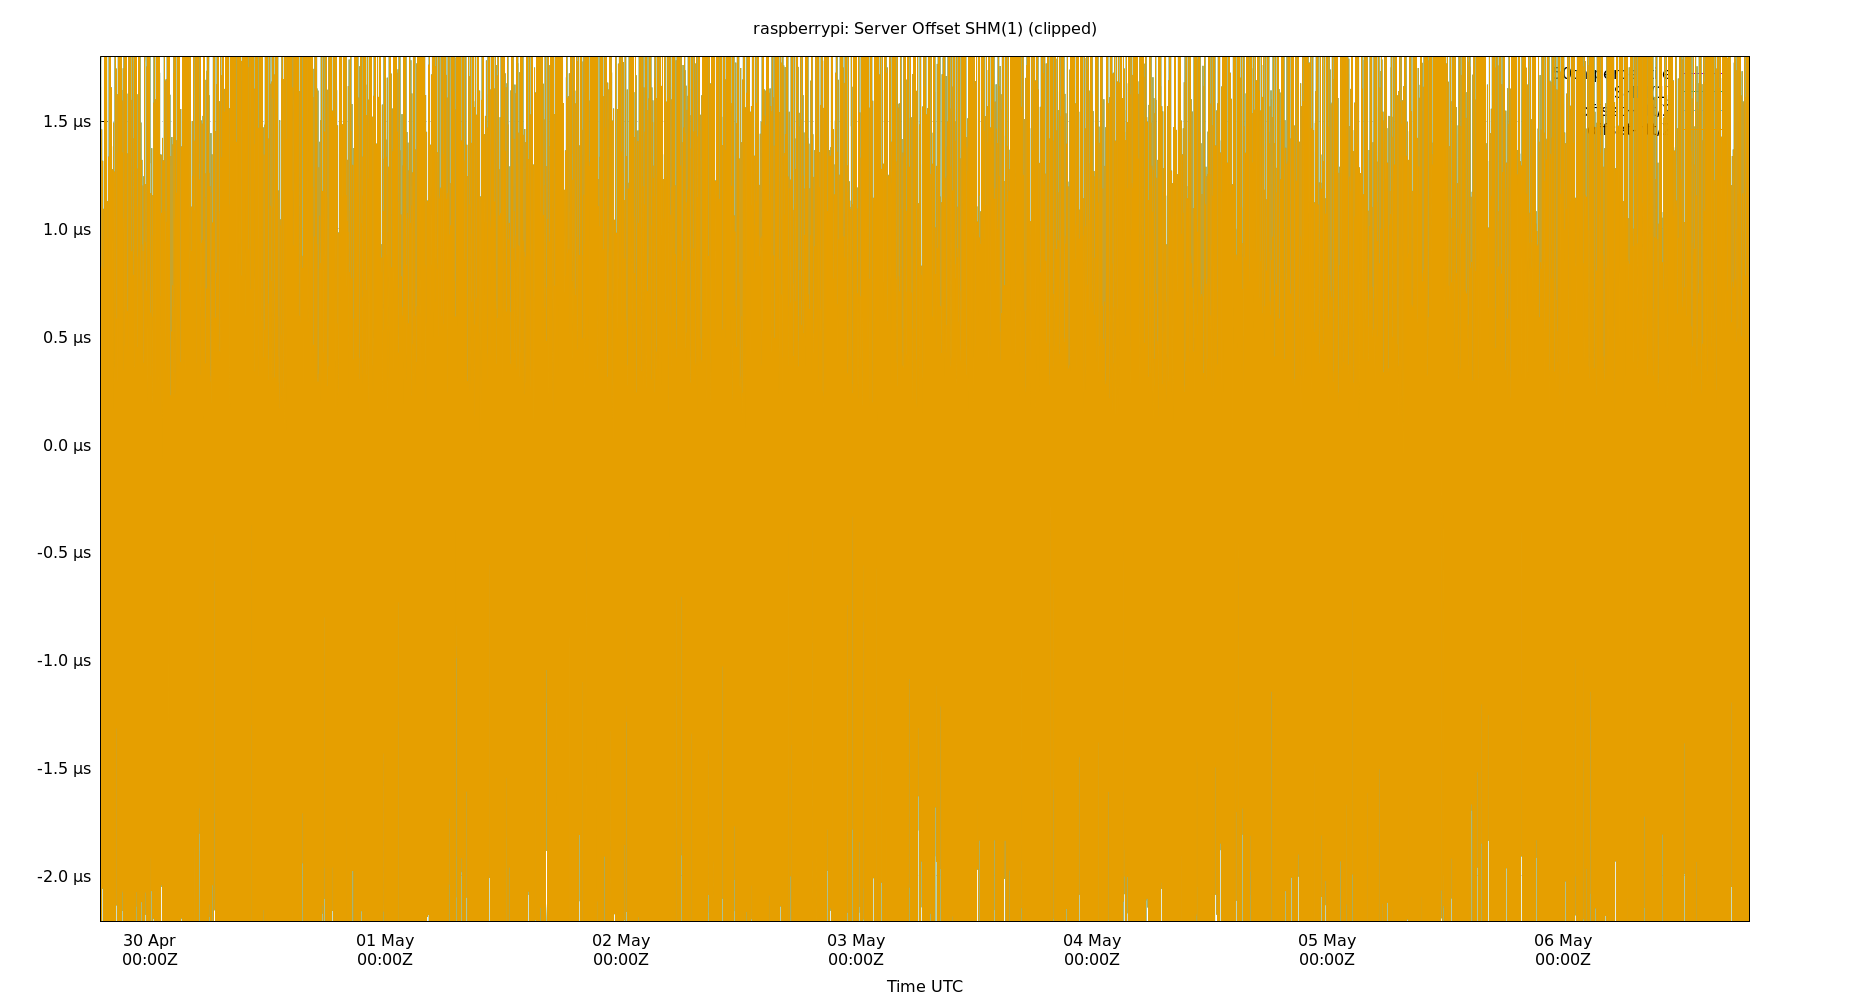 raspberrypi: Server Offset SHM(1) (clipped)
1.5 µs
1.0 µs
0.5 µs
0.0 µs
-0.5 µs
-1.0 µs
-1.5 µs
-2.0 µs
30 Apr 01 May 02 May 03 May 04 May 05 May 06 May
00:00Z 00:00Z 00:00Z 00:00Z 00:00Z 00:00Z 00:00Z
Time UTC